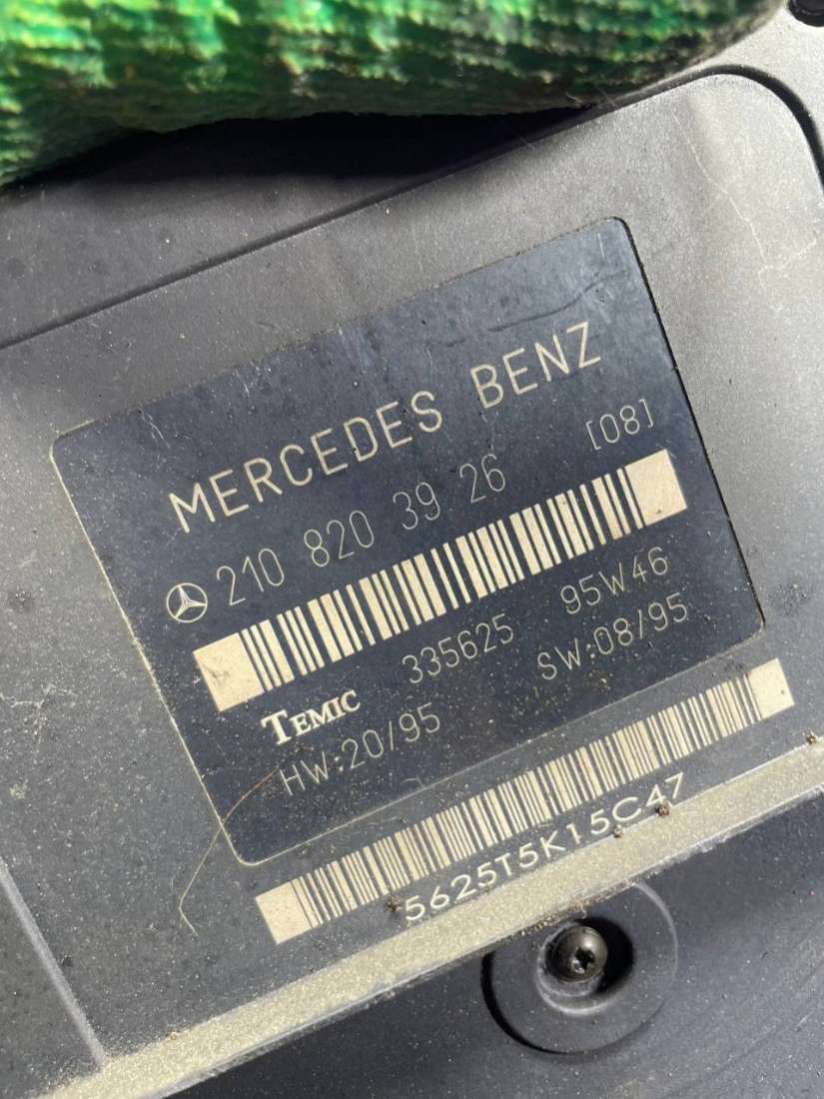 MERCEDES BENZ
210 820 39 26 [08]
335625 95W46
TEMIC
HW:20/95 SW:08/95
5625T5K15C47